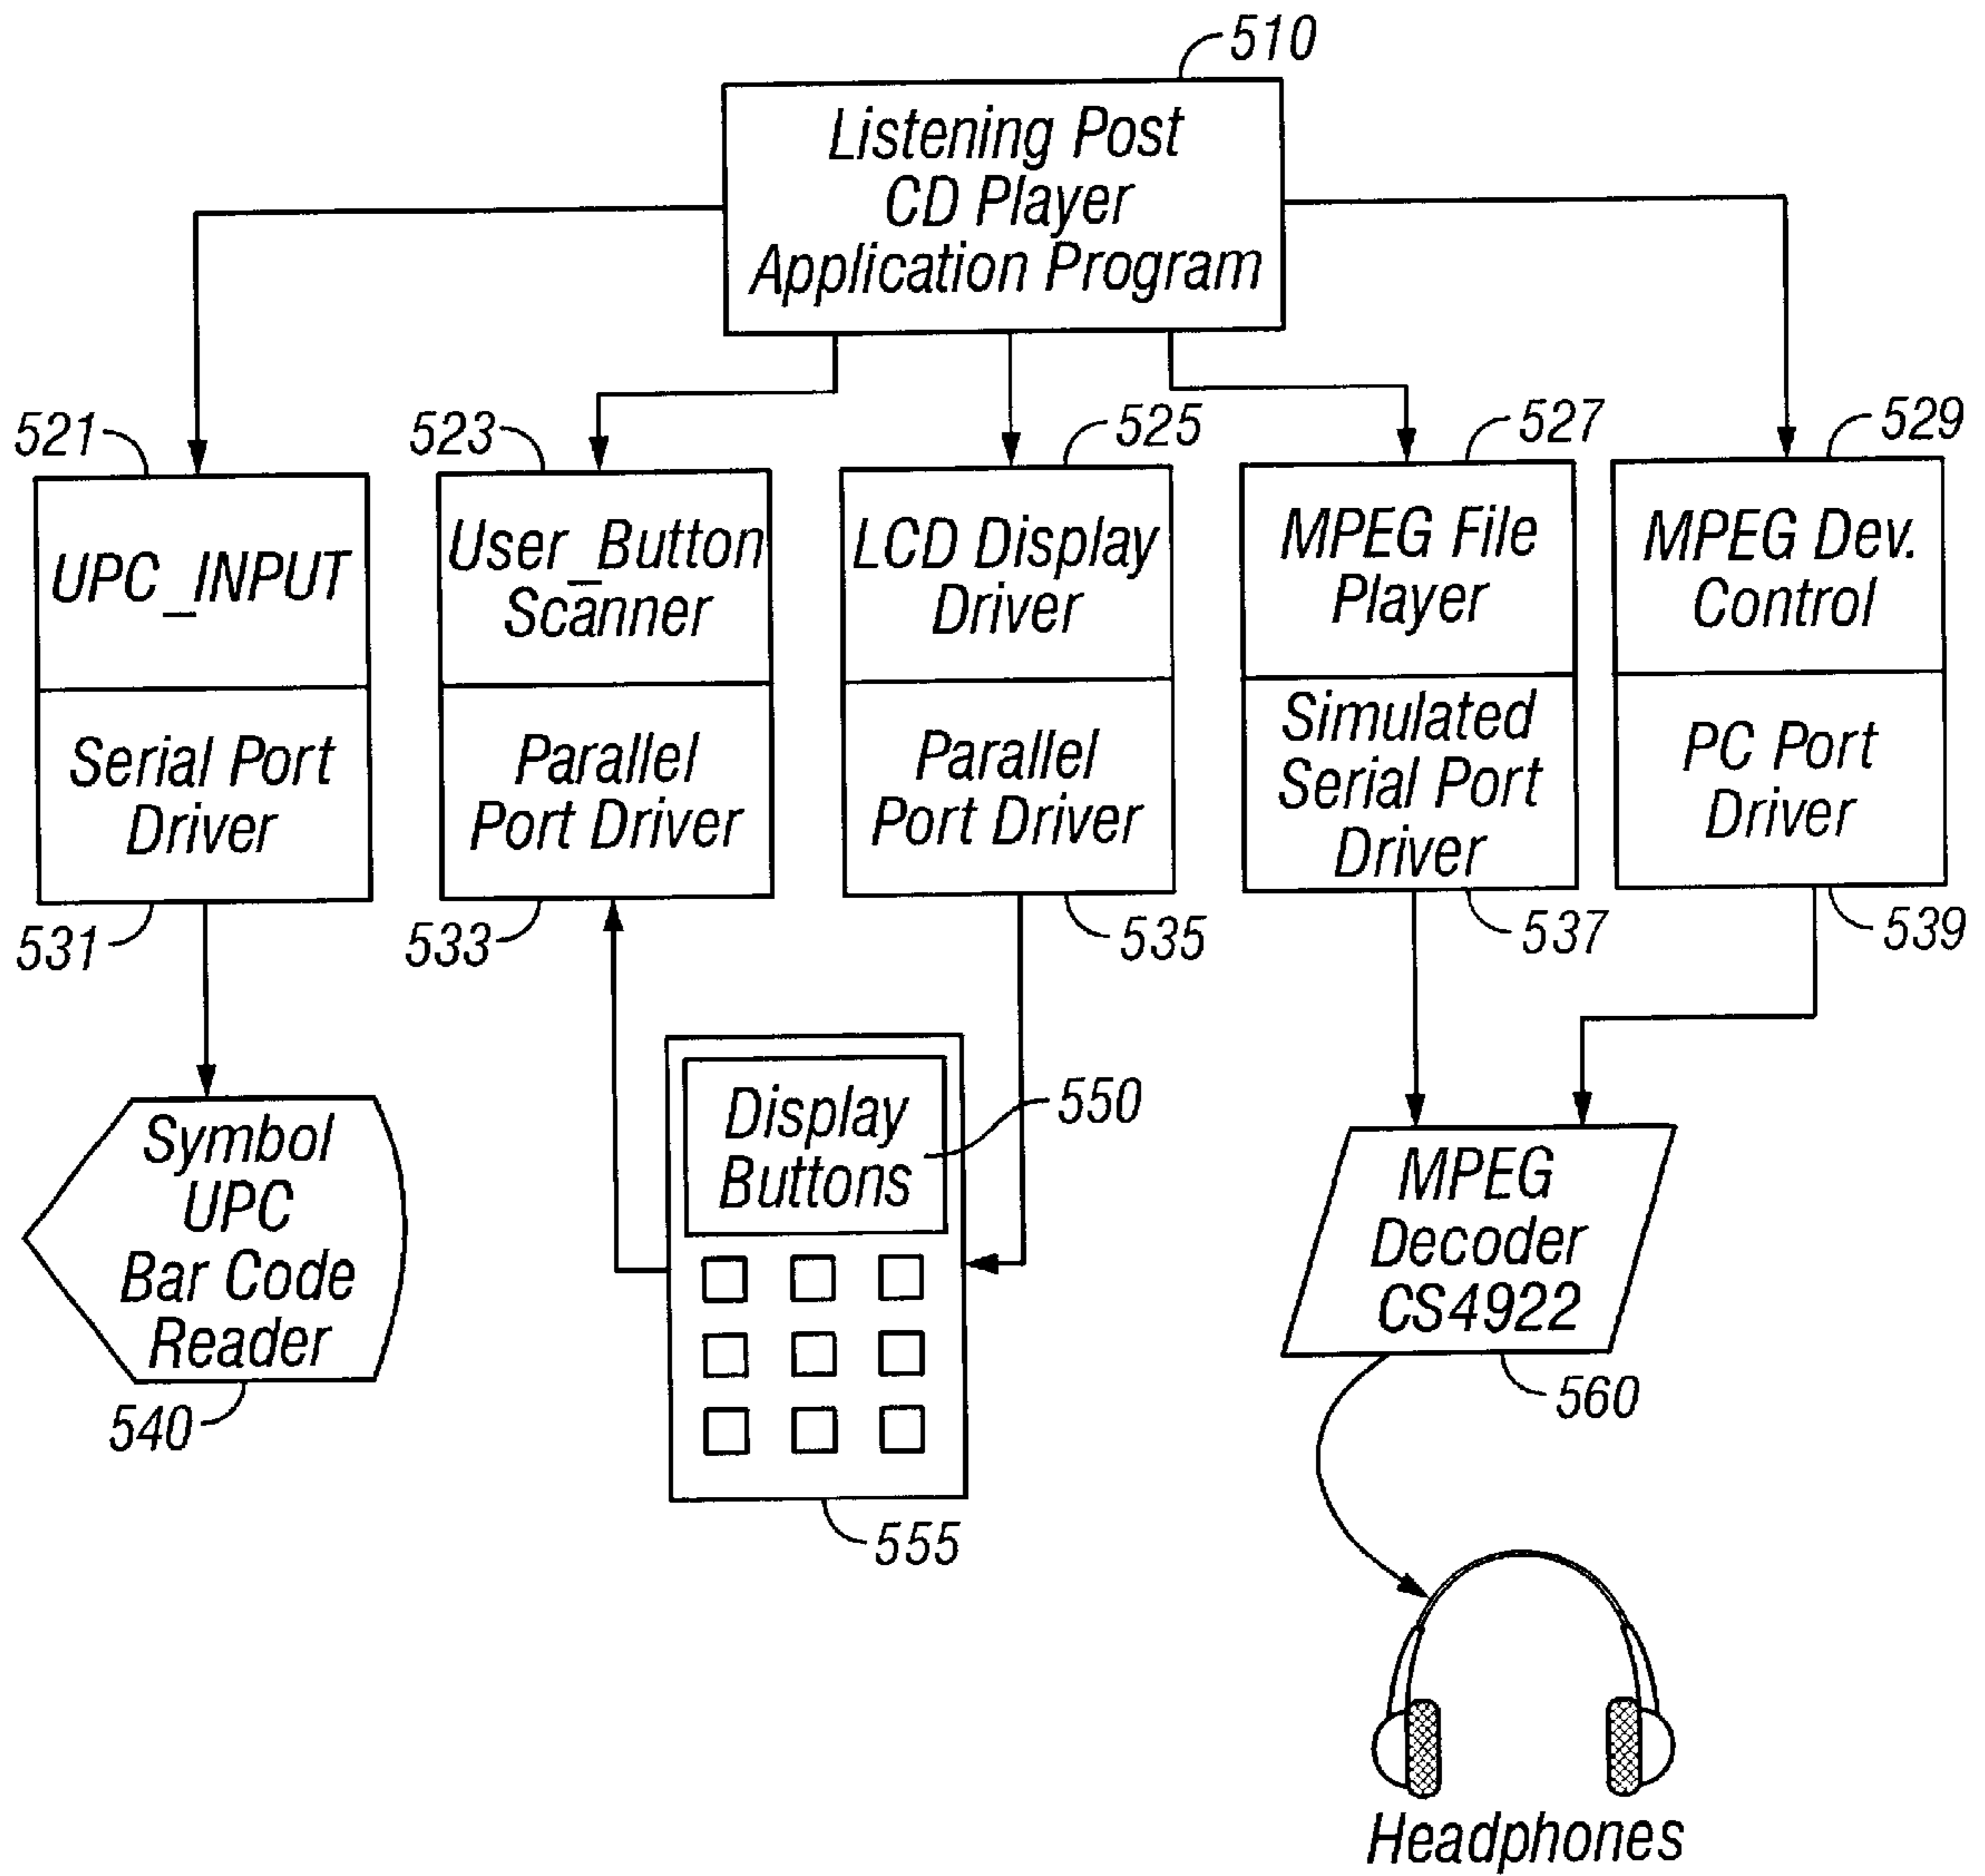 510
Listening Post
CD Player
Application Program
521
523
525
527
529
UPC_INPUT
User_Button
Scanner
LCD Display
Driver
MPEG File
Player
MPEG Dev.
Control
Serial Port
Driver
Parallel
Port Driver
Parallel
Port Driver
Simulated
Serial Port
Driver
PC Port
Driver
531
533
535
537
539
Symbol
UPC
Bar Code
Reader
540
Display
Buttons
550
555
MPEG
Decoder
CS4922
560
Headphones